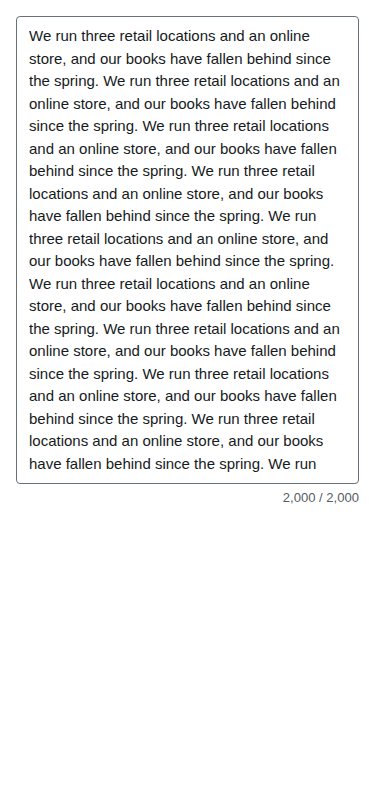 We run three retail locations and an online
store, and our books have fallen behind since
the spring. We run three retail locations and an
online store, and our books have fallen behind
since the spring. We run three retail locations
and an online store, and our books have fallen
behind since the spring. We run three retail
locations and an online store, and our books
have fallen behind since the spring. We run
three retail locations and an online store, and
our books have fallen behind since the spring.
We run three retail locations and an online
store, and our books have fallen behind since
the spring. We run three retail locations and an
online store, and our books have fallen behind
since the spring. We run three retail locations
and an online store, and our books have fallen
behind since the spring. We run three retail
locations and an online store, and our books
have fallen behind since the spring. We run
2,000 / 2,000